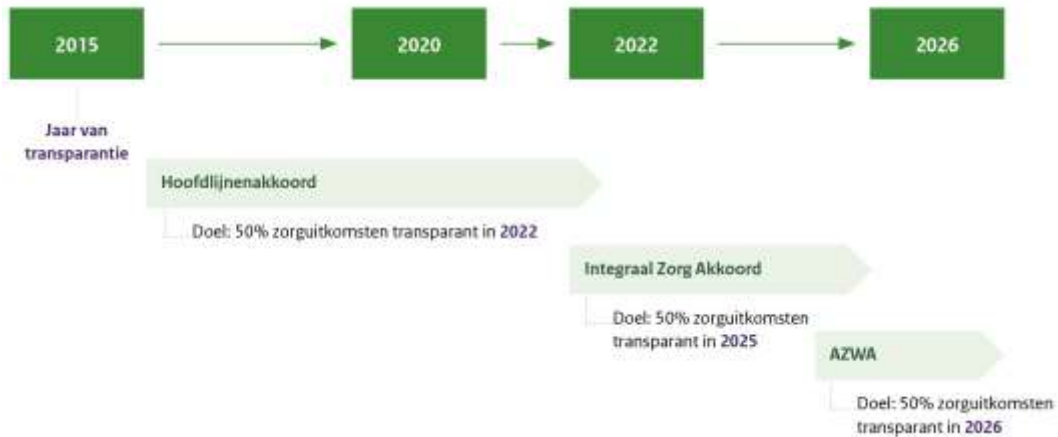 2015
2020
2022
2026
Jaar van
transparantie
Hoofdlijnenakkoord
Doel: 50% zorguitkomsten transparant in 2022
Integraal Zorg Akkoord
Doel: 50% zorguitkomsten
transparant in 2025
AZWA
Doel: 50% zorguitkomsten
transparant in 2026